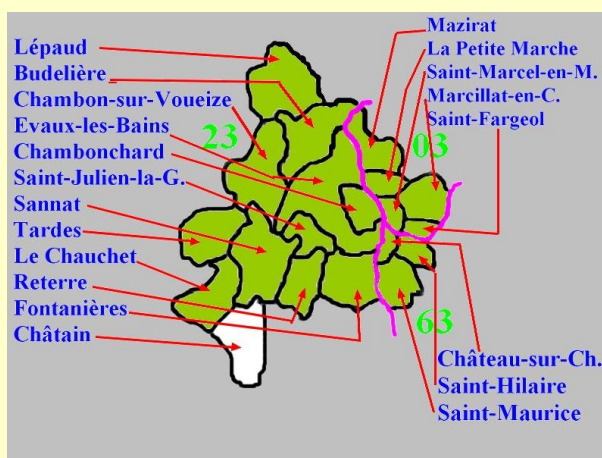 Lépaud
Budelière
Chambon-sur-Voueize
Evaux-les-Bains
Chambonchard
Saint-Julien-la-G.
Sannat
Tardes
Le Chauchet
Reterre
Fontanières
Châtain
23
Mazirat
La Petite Marche
Saint-Marcel-en-M.
Marcillat-en-C.
Saint-Fargeol
03
63
Château-sur-Ch.
Saint-Hilaire
Saint-Maurice